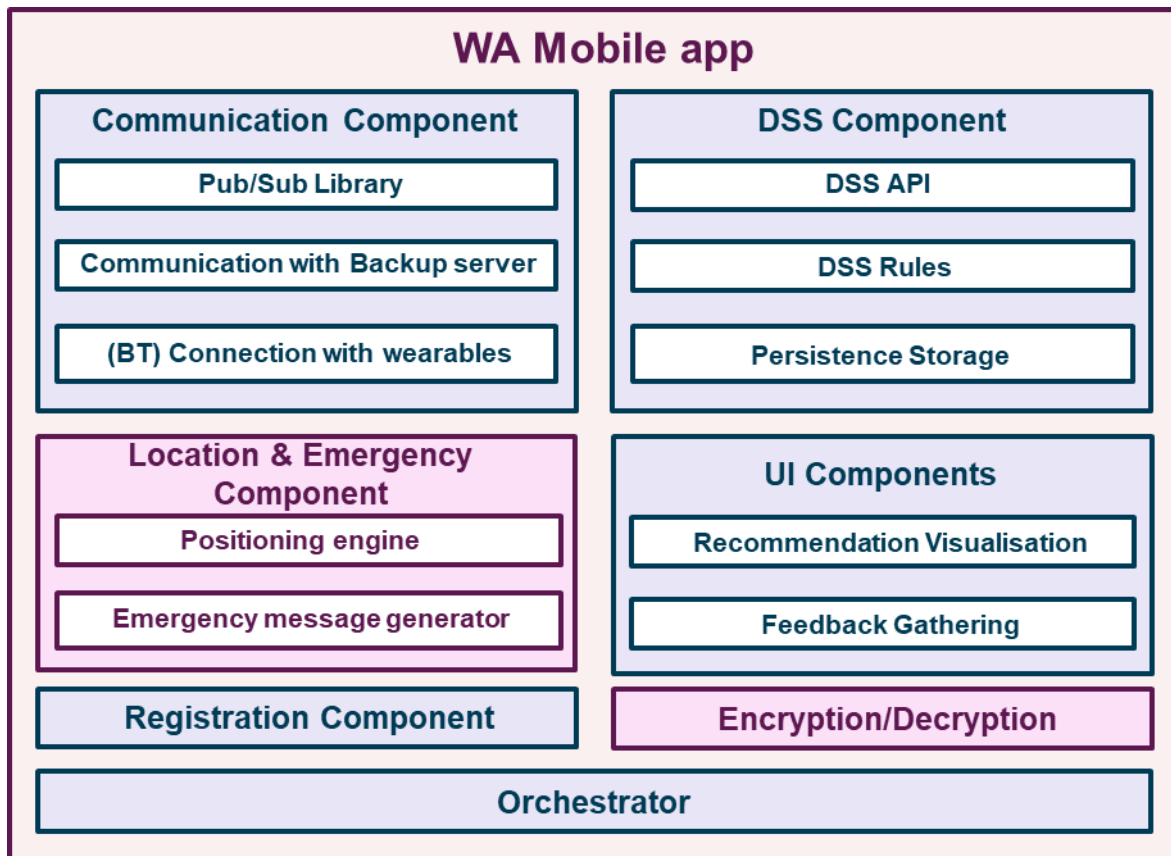 WA Mobile app
Communication Component
Pub/Sub Library
Communication with Backup server
(BT) Connection with wearables
DSS Component
DSS API
DSS Rules
Persistence Storage
Location & Emergency
Component
Positioning engine
Emergency message generator
UI Components
Recommendation Visualisation
Feedback Gathering
Registration Component
Encryption/Decryption
Orchestrator